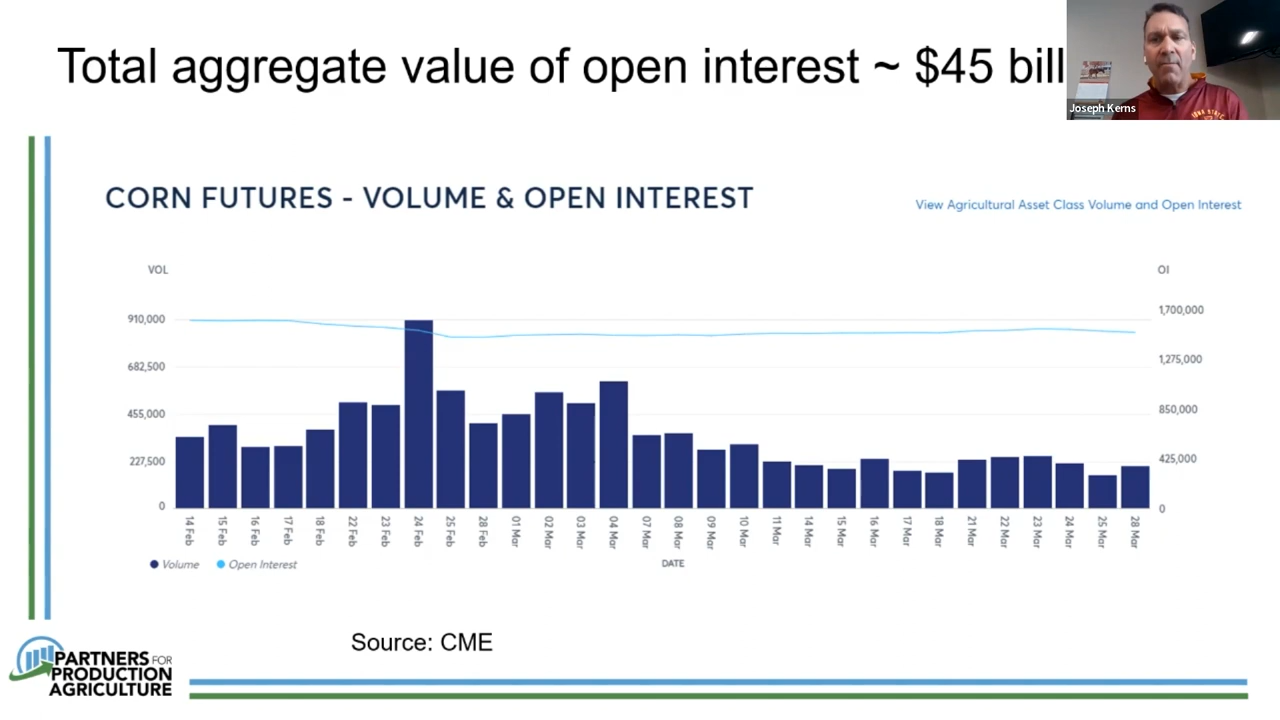 Total aggregate value of open interest ~ $45 bill
Joseph Kerns
CORN FUTURES - VOLUME & OPEN INTEREST
View Agricultural Asset Class Volume and Open Interest
VOL
OI
910,000
682,500
455,000
227,500
0
1,700,000
1,275,000
850,000
425,000
0
14 Feb
15 Feb
16 Feb
17 Feb
18 Feb
22 Feb
23 Feb
24 Feb
25 Feb
28 Feb
01 Mar
02 Mar
03 Mar
04 Mar
07 Mar
08 Mar
09 Mar
10 Mar
11 Mar
14 Mar
15 Mar
16 Mar
17 Mar
18 Mar
21 Mar
22 Mar
23 Mar
24 Mar
25 Mar
28 Mar
Volume
Open Interest
DATE
Source: CME
PARTNERS FOR
PRODUCTION
AGRICULTURE